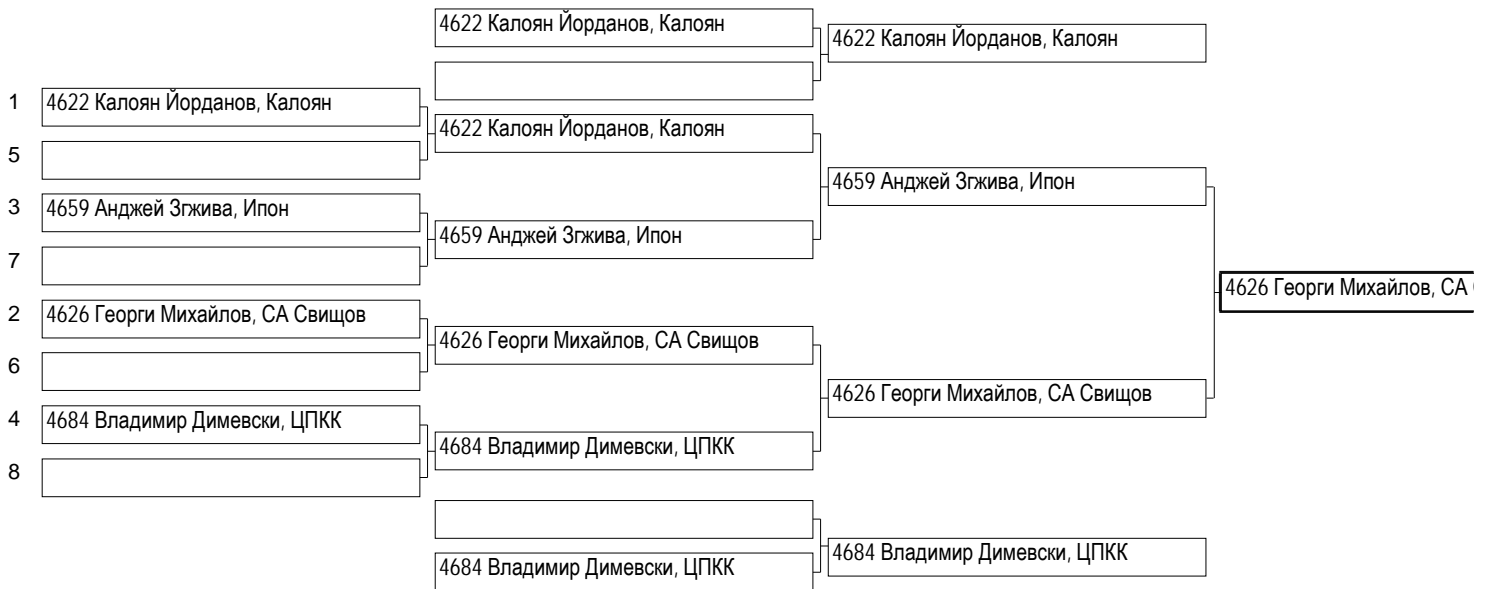 4622 Калоян Йорданов, Калоян
4622 Калоян Йорданов, Калоян
1 4622 Калоян Йорданов, Калоян
4622 Калоян Йорданов, Калоян
5
4659 Анджей Згжива, Ипон
3 4659 Анджей Згжива, Ипон
4659 Анджей Згжива, Ипон
7
4626 Георги Михайлов, СА
2 4626 Георги Михайлов, СА Свищов
4626 Георги Михайлов, СА Свищов
6
4626 Георги Михайлов, СА Свищов
4 4684 Владимир Димевски, ЦПКК
4684 Владимир Димевски, ЦПКК
8
4684 Владимир Димевски, ЦПКК
4684 Владимир Димевски, ЦПКК